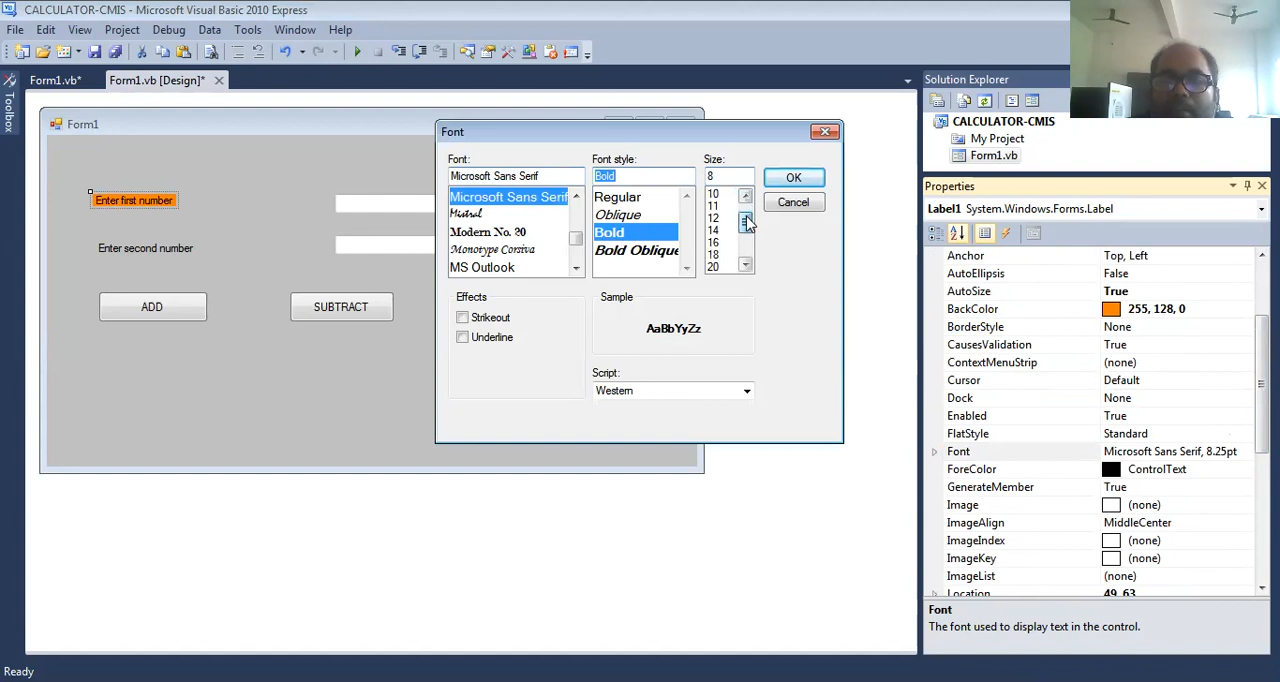 CALCULATOR-CMIS - Microsoft Visual Basic 2010 Express
File Edit View Project Debug Data Tools Window Help
Form1.vb* Form1.vb [Design]*
Toolbox
Form1
Enter first number
Enter second number
ADD SUBTRACT
Font
Font: Font style: Size:
Microsoft Sans Serif Bold 8
OK
Cancel
Microsoft Sans Serif
Mistral
Modern No. 20
Monotype Corsiva
MS Outlook
Regular
Oblique
Bold
Bold Oblique
10
11
12
14
16
18
20
Effects
Strikeout
Underline
Sample
AaBbYyZz
Script:
Western
Solution Explorer
CALCULATOR-CMIS
My Project
Form1.vb
Properties
Label1 System.Windows.Forms.Label
Anchor Top, Left
AutoEllipsis False
AutoSize True
BackColor 255, 128, 0
BorderStyle None
CausesValidation True
ContextMenuStrip (none)
Cursor Default
Dock None
Enabled True
FlatStyle Standard
Font Microsoft Sans Serif, 8.25pt
ForeColor ControlText
GenerateMember True
Image (none)
ImageAlign MiddleCenter
ImageIndex (none)
ImageKey (none)
ImageList (none)
Location 49, 63
Font
The font used to display text in the control.
Ready